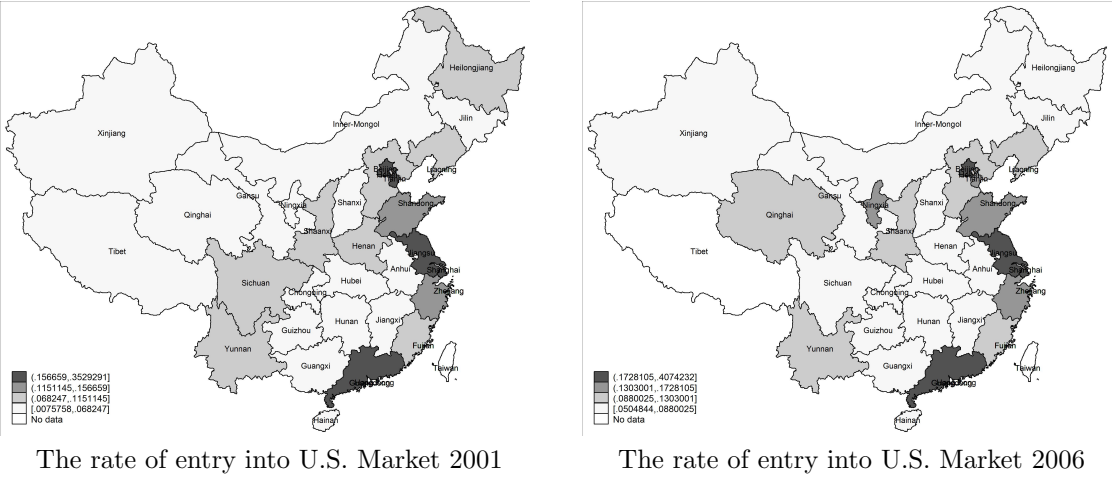 Heilongjiang
Jilin
Inner-Mongol
Xinjiang
Liaoning
Gansu
Ningxia
Shanxi
Shandong
Qinghai
Shaanxi
Henan
Jiangsu
Tibet
Anhui
Shanghai
Sichuan
Hubei
Chongqing
Zhejiang
Guizhou
Hunan
Jiangxi
Yunnan
Fujian
Guangxi
Taiwan
Hainan
(.156659,.3529291]
(.1151145,.156659]
(.068247,.1151145]
[.0075758,.068247]
No data
The rate of entry into U.S. Market 2001
Heilongjiang
Jilin
Inner-Mongol
Xinjiang
Liaoning
Gansu
Ningxia
Shanxi
Shandong
Qinghai
Shaanxi
Henan
Jiangsu
Tibet
Anhui
Shanghai
Sichuan
Hubei
Chongqing
Zhejiang
Guizhou
Hunan
Jiangxi
Yunnan
Fujian
Guangxi
Taiwan
Hainan
(.1728105,.4074232]
(.1303001,.1728105]
(.0880025,.1303001]
[.0504844,.0880025]
No data
The rate of entry into U.S. Market 2006